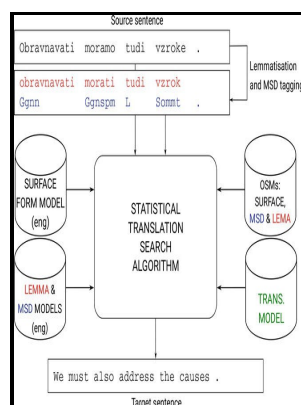 Source sentence
Obravnavati moramo tudi vzroke .
obravnavati morati tudi vzrok
Ggnn Ggnspm L Sommt .
Lemmatisation
and MSD tagging
SURFACE
FORM MODEL
(eng)
OSMs:
SURFACE,
MSD & LEMA
STATISTICAL
TRANSLATION
SEARCH
ALGORITHM
LEMMA &
MSD MODELS
(eng)
TRANS.
MODEL
We must also address the causes .
Target sentence